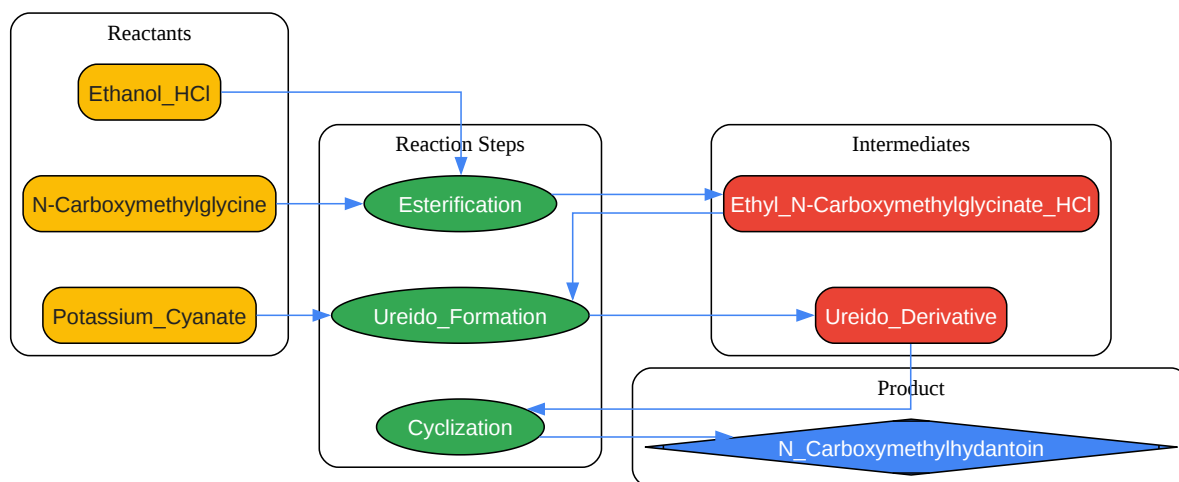 Reactants
Ethanol_HCl
N-Carboxymethylglycine
Potassium_Cyanate
Reaction Steps
Esterification
Ureido_Formation
Cyclization
Intermediates
Ethyl_N-Carboxymethylglycinate_HCl
Ureido_Derivative
Product
N_Carboxymethylhydantoin